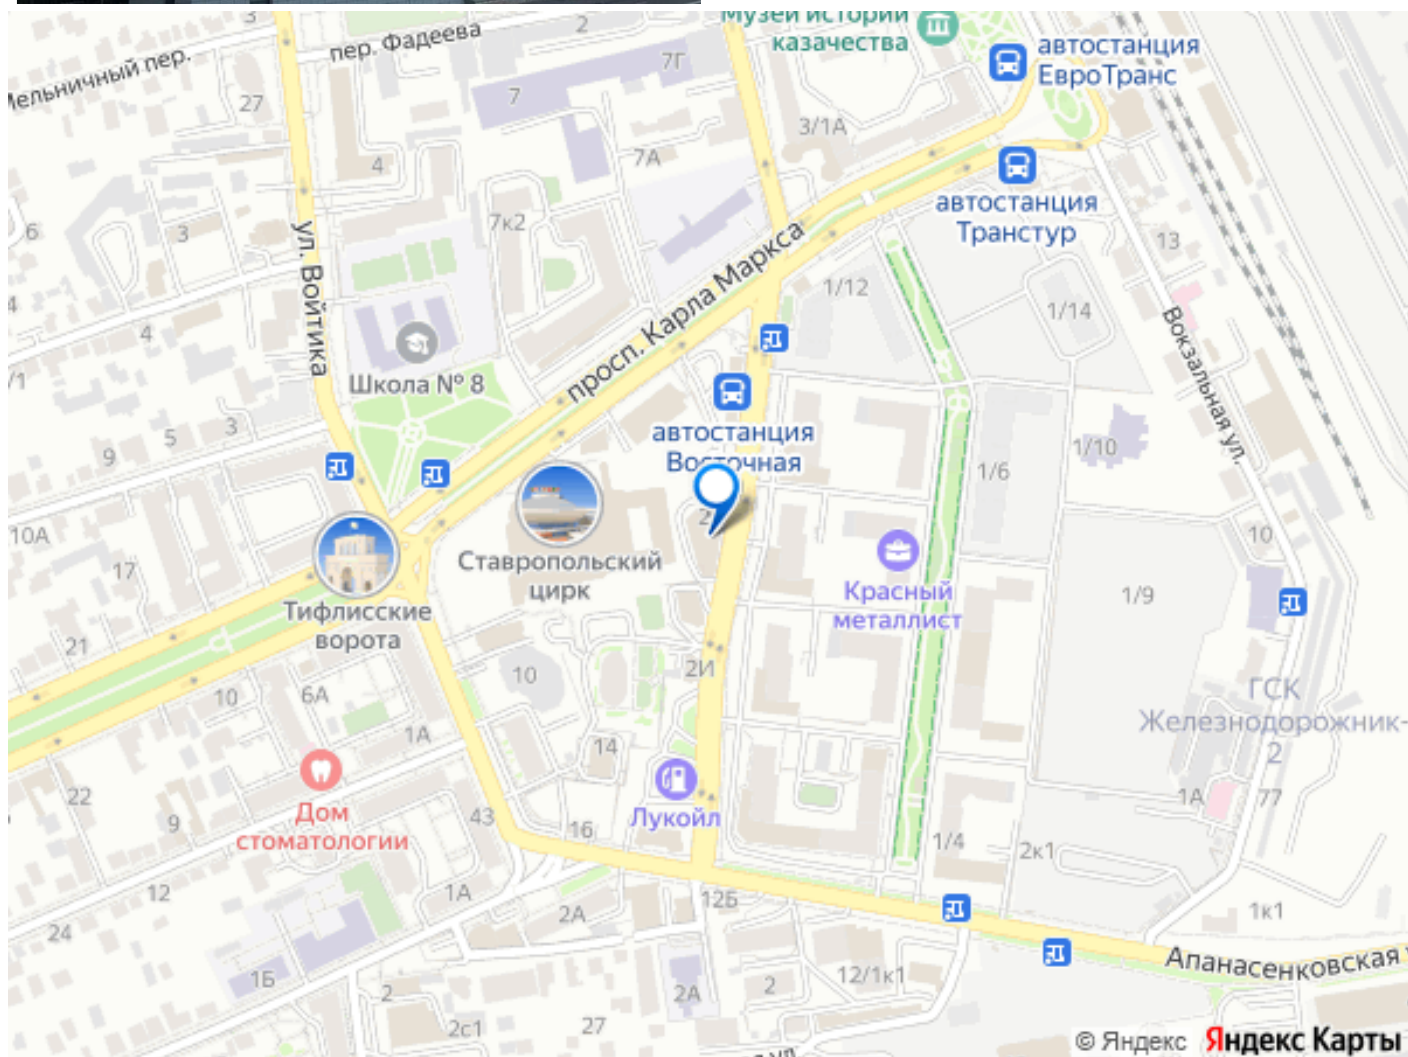 Музей истории
казачества
автостанция
ЕвроТранс
3
2
пер. Фадеева
Мельничный пер.
7Г
7
27
3/1А
7А
4
автостанция
Транстур
6
3
7к2
13
ул. Войтика
просп. Карла Маркса
1/12
1/14
4
4
/1
Школа № 8
Вокзальная ул.
3
5
9
автостанция
Восточная
1/10
1/6
10А
17
10
Ставропольский
цирк
2
Красный
металлист
1/9
Тифлисские
ворота
21
10
6А
10
2И
ГСК
Железнодорожник-
2
1А
14
22
9
Дом
стоматологии
43
16
Лукойл
1А
77
1/4
2к1
12
1А
2А
12Б
1к1
24
Апанасенковская у
1Б
2
2А
2
12/1к1
2с1
27
ул.
© Яндекс Яндекс Карты